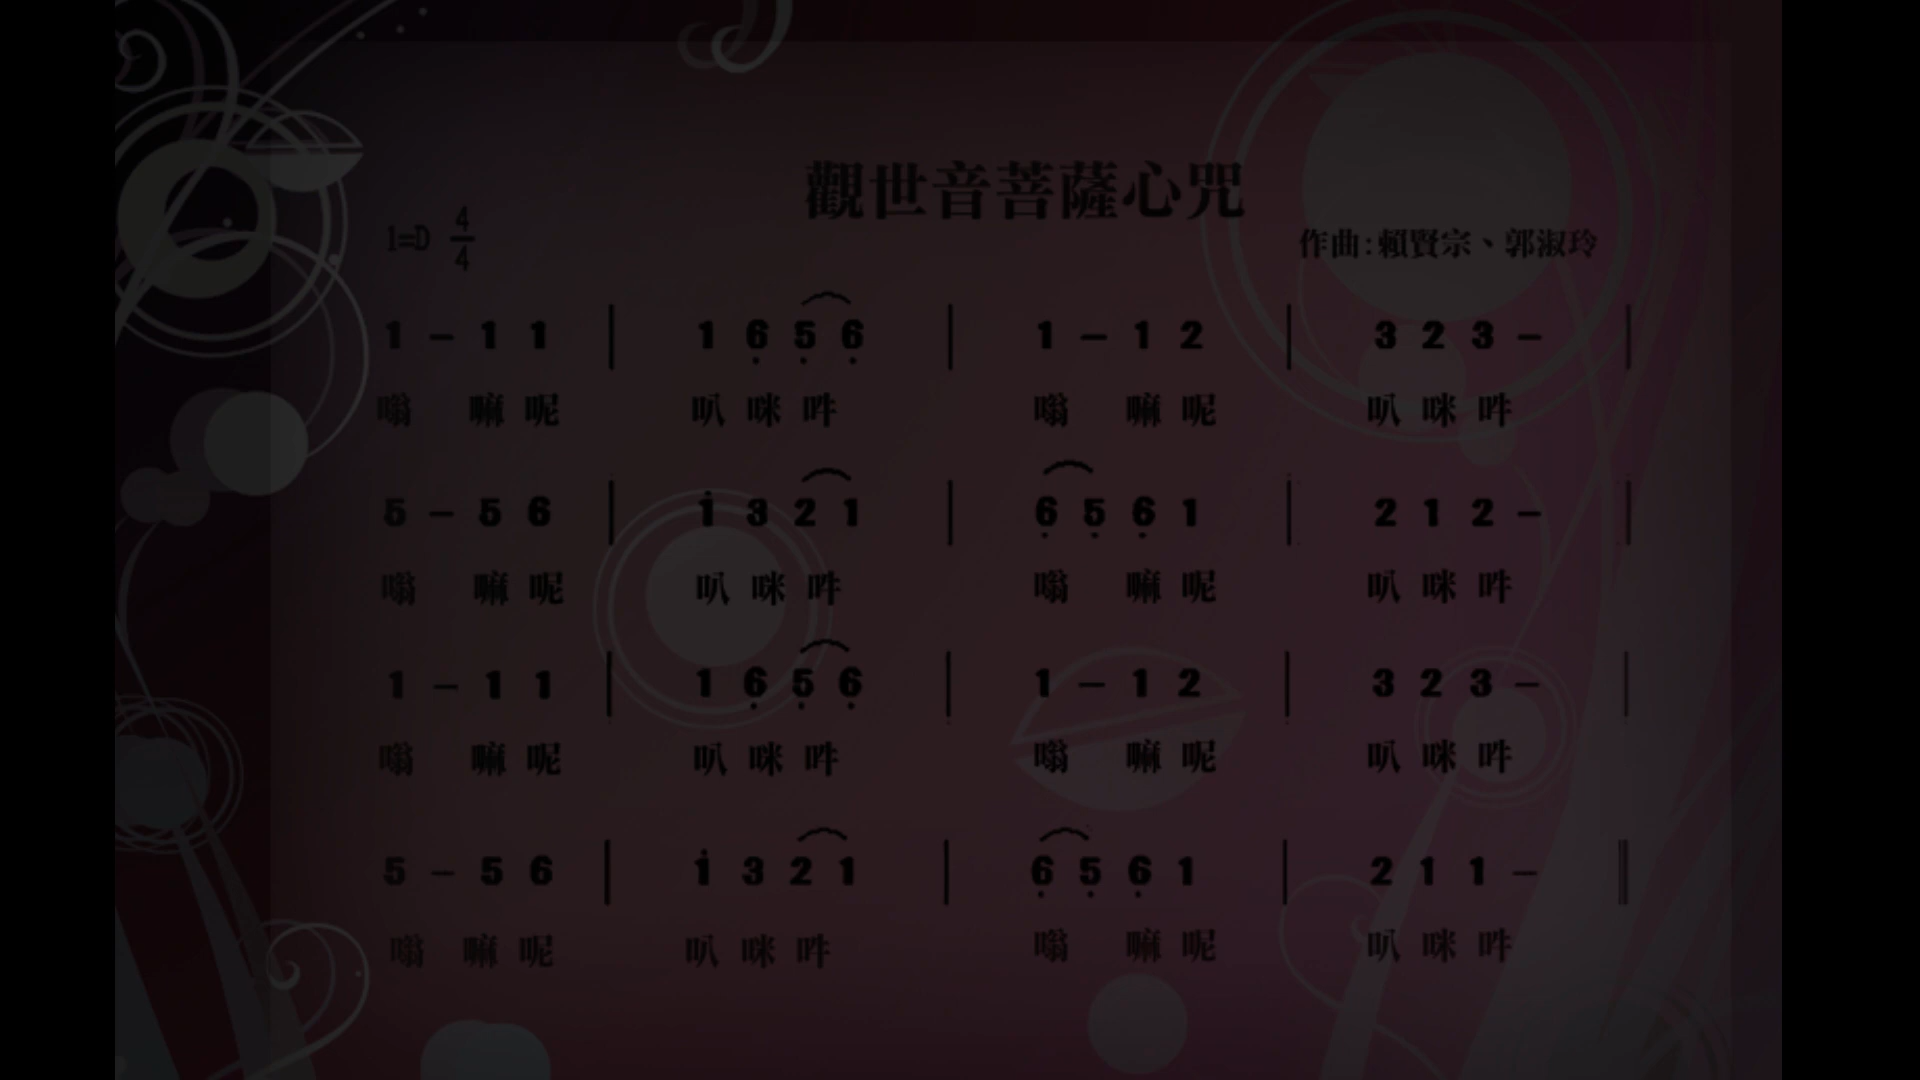 觀世音菩薩心咒
1=D 4/4
作曲:賴賢宗、郭淑玲
1 – 1 1 | 1 6̣ 5̣ 6̣ | 1 – 1 2 | 3 2 3 – |
嗡 嘛 呢 叭 咪 吽 嗡 嘛 呢 叭 咪 吽
5 – 5 6 | 1̇ 3 2 1 | 6̣ 5̣ 6̣ 1 | 2 1 2 – |
嗡 嘛 呢 叭 咪 吽 嗡 嘛 呢 叭 咪 吽
1 – 1 1 | 1 6̣ 5̣ 6̣ | 1 – 1 2 | 3 2 3 – |
嗡 嘛 呢 叭 咪 吽 嗡 嘛 呢 叭 咪 吽
5 – 5 6 | 1̇ 3 2 1 | 6̣ 5̣ 6̣ 1 | 2 1 1 – ‖
嗡 嘛 呢 叭 咪 吽 嗡 嘛 呢 叭 咪 吽